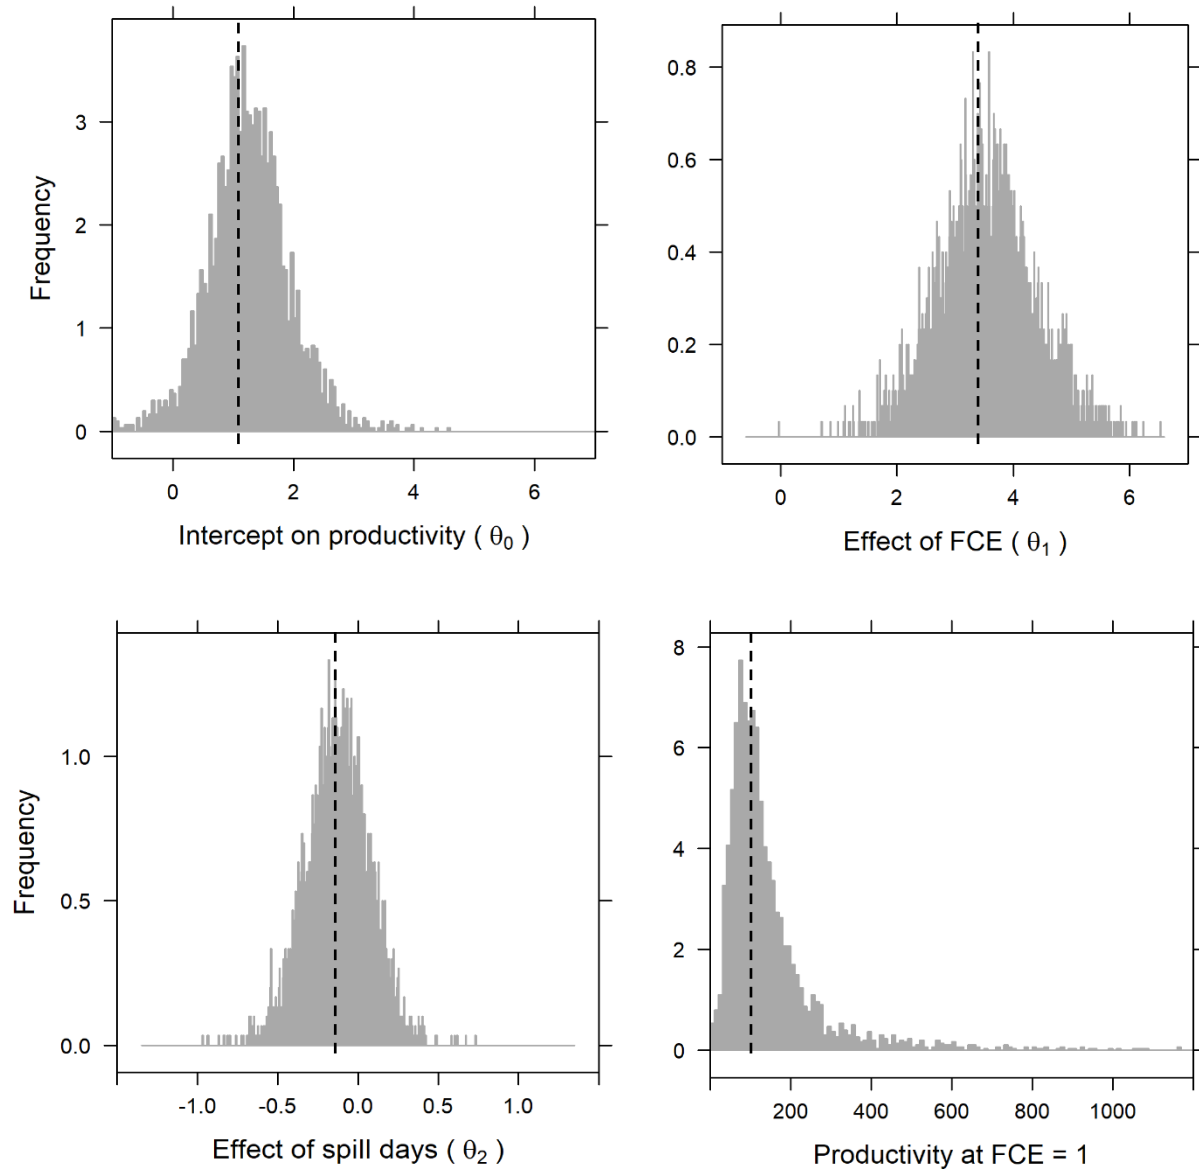 3
2
1
0
Frequency
0 2 4 6
Intercept on productivity ( θ0 )
0.8
0.6
0.4
0.2
0.0
0 2 4 6
Effect of FCE ( θ1 )
1.0
0.5
0.0
Frequency
-1.0 -0.5 0.0 0.5 1.0
Effect of spill days ( θ2 )
8
6
4
2
0
200 400 600 800 1000
Productivity at FCE = 1